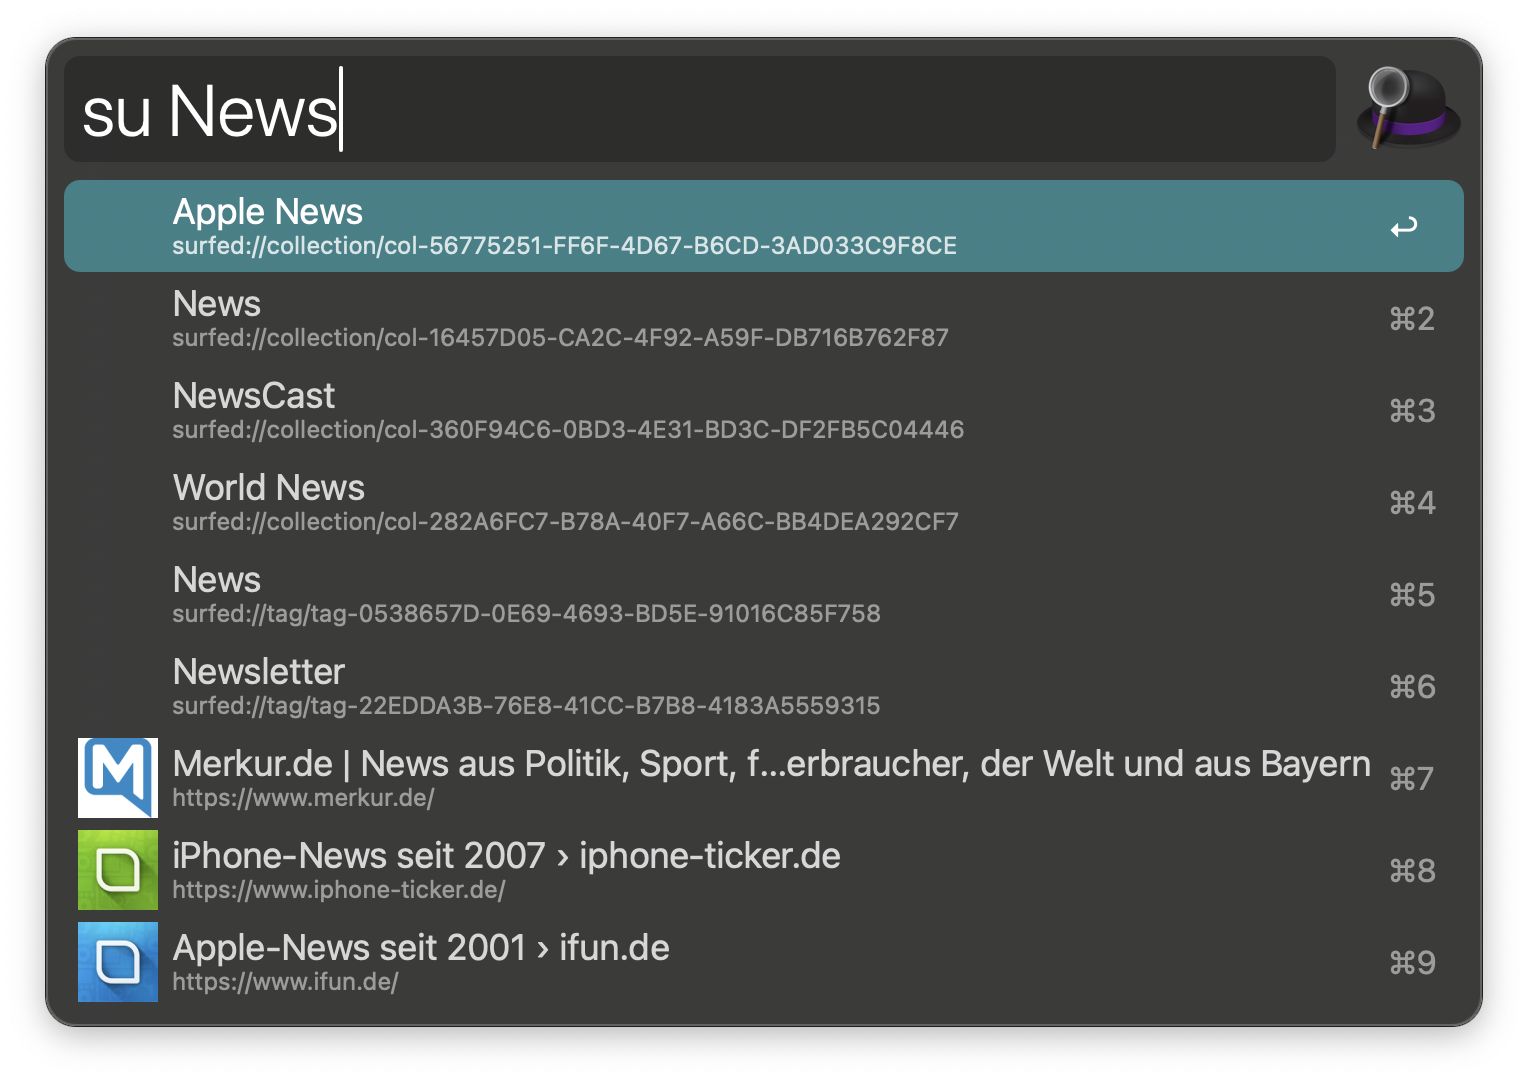 su News
Apple News
surfed://collection/col-56775251-FF6F-4D67-B6CD-3AD033C9F8CE
News
surfed://collection/col-16457D05-CA2C-4F92-A59F-DB716B762F87
⌘2
NewsCast
surfed://collection/col-360F94C6-0BD3-4E31-BD3C-DF2FB5C04446
⌘3
World News
surfed://collection/col-282A6FC7-B78A-40F7-A66C-BB4DEA292CF7
⌘4
News
surfed://tag/tag-0538657D-0E69-4693-BD5E-91016C85F758
⌘5
Newsletter
surfed://tag/tag-22EDDA3B-76E8-41CC-B7B8-4183A5559315
⌘6
Merkur.de | News aus Politik, Sport, f...erbraucher, der Welt und aus Bayern
https://www.merkur.de/
⌘7
iPhone-News seit 2007 › iphone-ticker.de
https://www.iphone-ticker.de/
⌘8
Apple-News seit 2001 › ifun.de
https://www.ifun.de/
⌘9